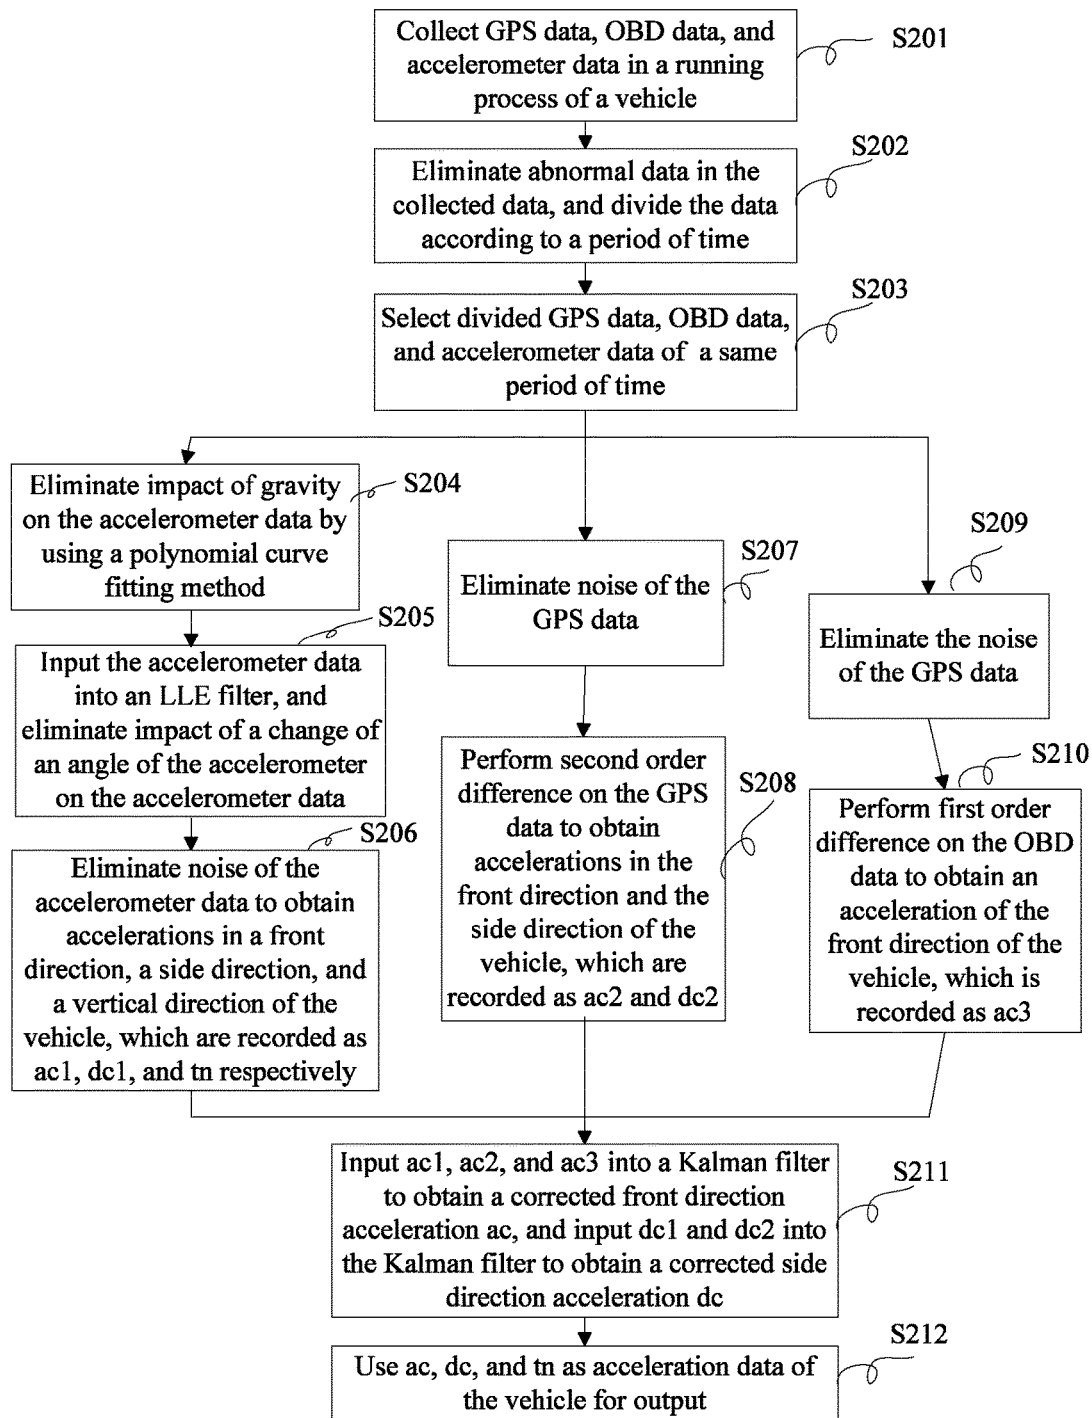 Collect GPS data, OBD data, and
accelerometer data in a running
process of a vehicle
S201
Eliminate abnormal data in the
collected data, and divide the data
according to a period of time
S202
Select divided GPS data, OBD data,
and accelerometer data of a same
period of time
S203
Eliminate impact of gravity
on the accelerometer data by
using a polynomial curve
fitting method
S204
Input the accelerometer data
into an LLE filter, and
eliminate impact of a change of
an angle of the accelerometer
on the accelerometer data
S205
Eliminate noise of the
accelerometer data to obtain
accelerations in a front
direction, a side direction, and
a vertical direction of the
vehicle, which are recorded as
ac1, dc1, and tn respectively
S206
Eliminate noise of the
GPS data
S207
Perform second order
difference on the GPS
data to obtain
accelerations in the
front direction and the
side direction of the
vehicle, which are
recorded as ac2 and dc2
S208
Eliminate the noise
of the GPS data
S209
Perform first order
difference on the OBD
data to obtain an
acceleration of the
front direction of the
vehicle, which is
recorded as ac3
S210
Input ac1, ac2, and ac3 into a Kalman filter
to obtain a corrected front direction
acceleration ac, and input dc1 and dc2 into
the Kalman filter to obtain a corrected side
direction acceleration dc
S211
Use ac, dc, and tn as acceleration data of
the vehicle for output
S212